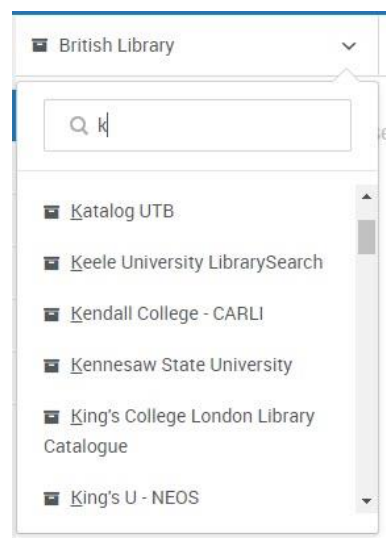 British Library
k
Katalog UTB
Keele University LibrarySearch
Kendall College - CARLI
Kennesaw State University
King's College London Library
Catalogue
King's U - NEOS